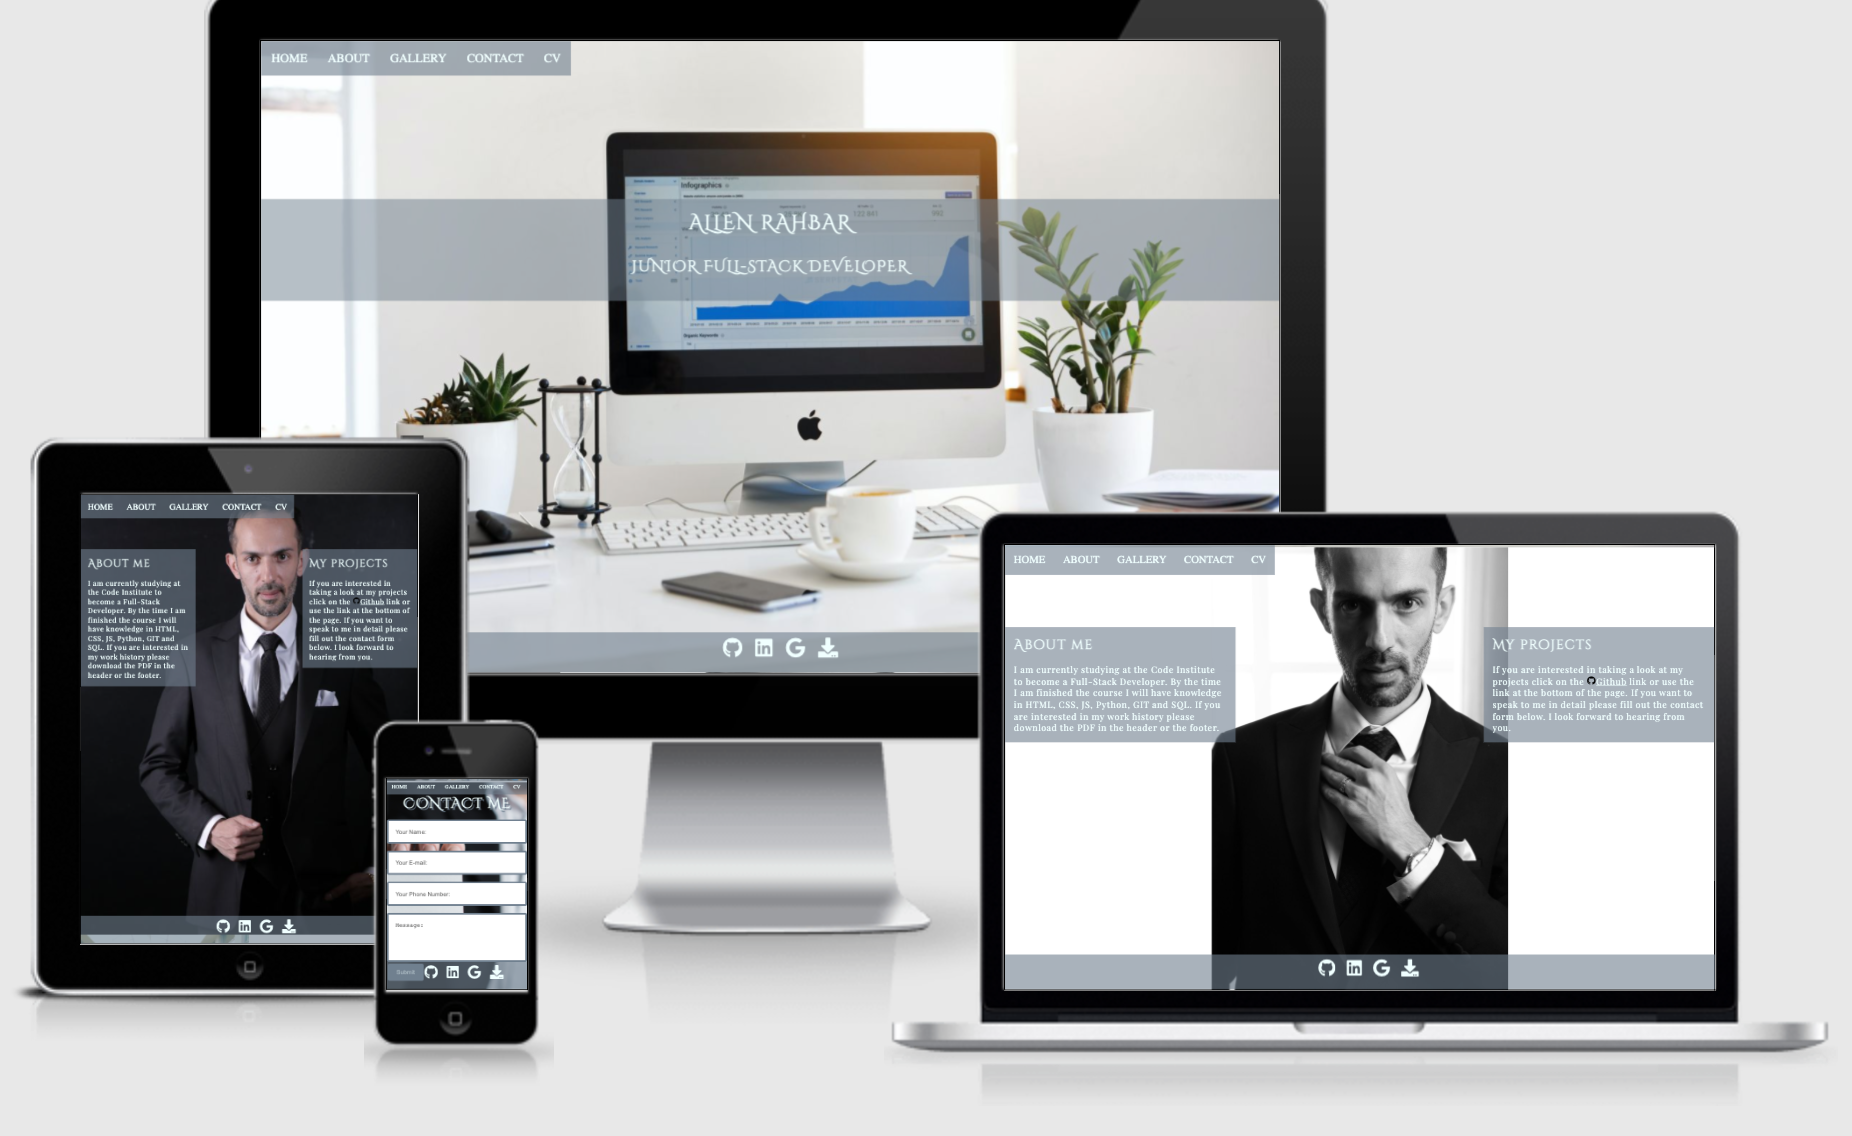 HOME ABOUT GALLERY CONTACT CV
Infographics
ALLEN RAHBAR
JUNIOR FULL-STACK DEVELOPER
HOME ABOUT GALLERY CONTACT CV
ABOUT ME
I am currently studying at
the Code Institute to
become a Full-Stack
Developer. By the time I am
finished the course I will
have knowledge in HTML,
CSS, JS, Python, GIT and
SQL. If you are interested in
my work history please
download the PDF in the
header or the footer.
MY PROJECTS
If you are interested in
taking a look at my projects
click on the Github link or
use the link at the bottom of
the page. If you want to
speak to me in detail please
fill out the contact form
below. I look forward to
hearing from you.
HOME ABOUT GALLERY CONTACT CV
CONTACT ME
Your Name:
Your E-mail:
Your Phone Number:
Message:
Submit
HOME ABOUT GALLERY CONTACT CV
ABOUT ME
I am currently studying at the Code Institute
to become a Full-Stack Developer. By the time
I am finished the course I will have knowledge
in HTML, CSS, JS, Python, GIT and SQL. If you
are interested in my work history please
download the PDF in the header or the footer.
MY PROJECTS
If you are interested in taking a look at my
projects click on the Github link or use the
link at the bottom of the page. If you want to
speak to me in detail please fill out the contact
form below. I look forward to hearing from
you.